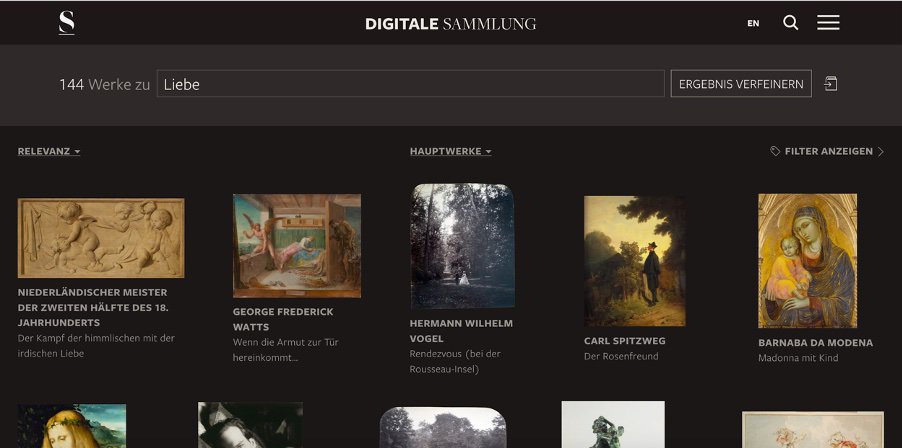 S
DIGITALE SAMMLUNG
EN
144 Werke zu
Liebe
ERGEBNIS VERFEINERN
RELEVANZ
HAUPTWERKE
FILTER ANZEIGEN
NIEDERLÄNDISCHER MEISTER
DER ZWEITEN HÄLFTE DES 18.
JAHRHUNDERTS
Der Kampf der himmlischen mit der
irdischen Liebe
GEORGE FREDERICK
WATTS
Wenn die Armut zur Tür
hereinkommt...
HERMANN WILHELM
VOGEL
Rendezvous (bei der
Rousseau-Insel)
CARL SPITZWEG
Der Rosenfreund
BARNABA DA MODENA
Madonna mit Kind